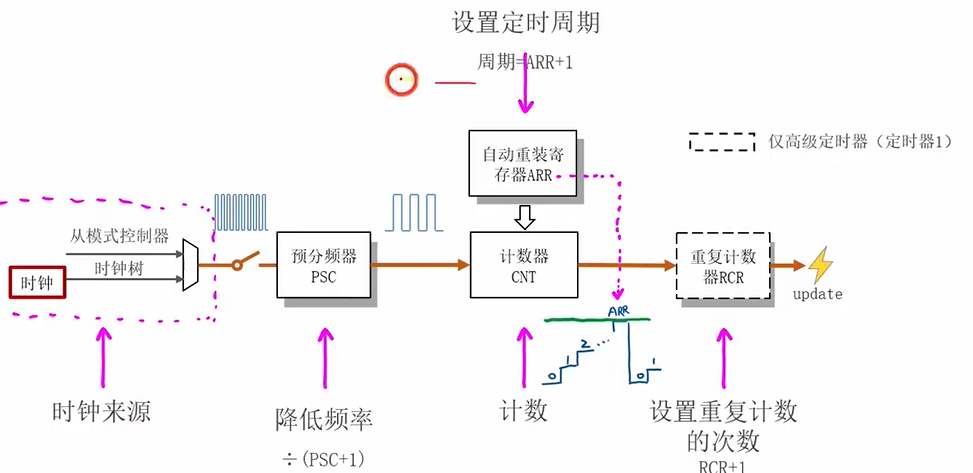 设置定时周期
周期=ARR+1
自动重装寄
存器ARR
仅高级定时器（定时器1）
从模式控制器
时钟树
时钟
预分频器
PSC
计数器
CNT
重复计数
器RCR
update
ARR
0 1 2 ...
0 1
时钟来源
降低频率
÷(PSC+1)
计数
设置重复计数
的次数
RCR+1